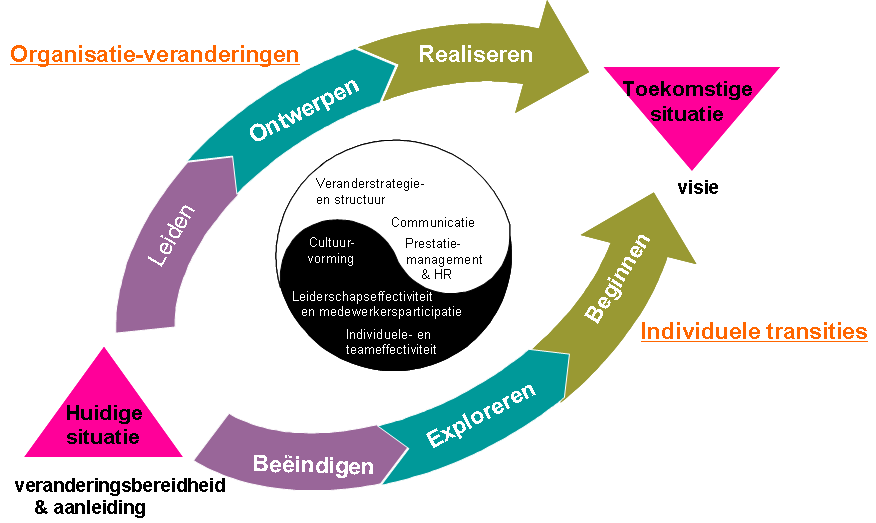 Organisatie-veranderingen
Realiseren
Ontwerpen
Leiden
Toekomstige
situatie
visie
Veranderstrategie-
en structuur
Communicatie
Prestatie-
management
& HR
Cultuur-
vorming
Leiderschapseffectiviteit
en medewerkersparticipatie
Individuele- en
teameffectiviteit
Beginnen
Individuele transities
Exploreren
Beëindigen
Huidige
situatie
veranderingsbereidheid
& aanleiding